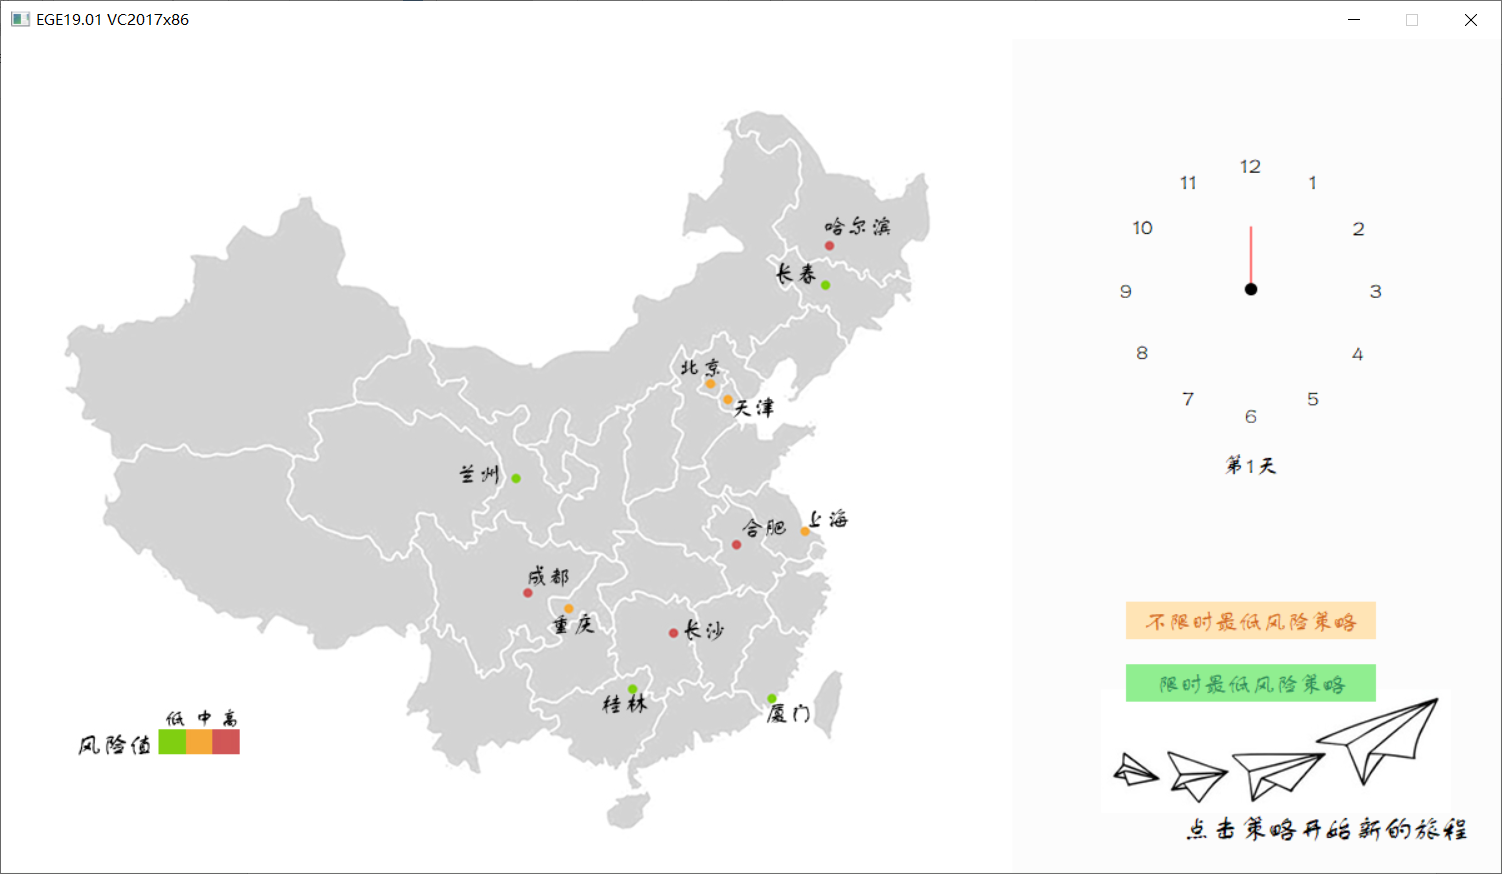 EGE19.01 VC2017x86
哈尔滨
长春
北京
天津
兰州
合肥
上海
成都
重庆
长沙
桂林
厦门
低 中 高
风险值
12
11
1
10
2
9
3
8
4
7
5
6
第1天
不限时最低风险策略
限时最低风险策略
点击策略开始新的旅程